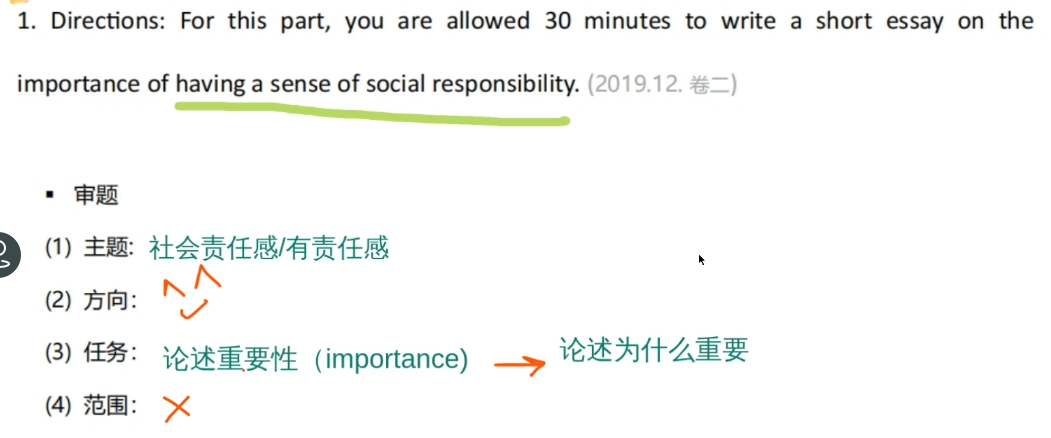 1. Directions: For this part, you are allowed 30 minutes to write a short essay on the
importance of having a sense of social responsibility. (2019.12. 卷二)
▪ 审题
(1) 主题: 社会责任感/有责任感
(2) 方向:
(3) 任务: 论述重要性（importance) → 论述为什么重要
(4) 范围: ×